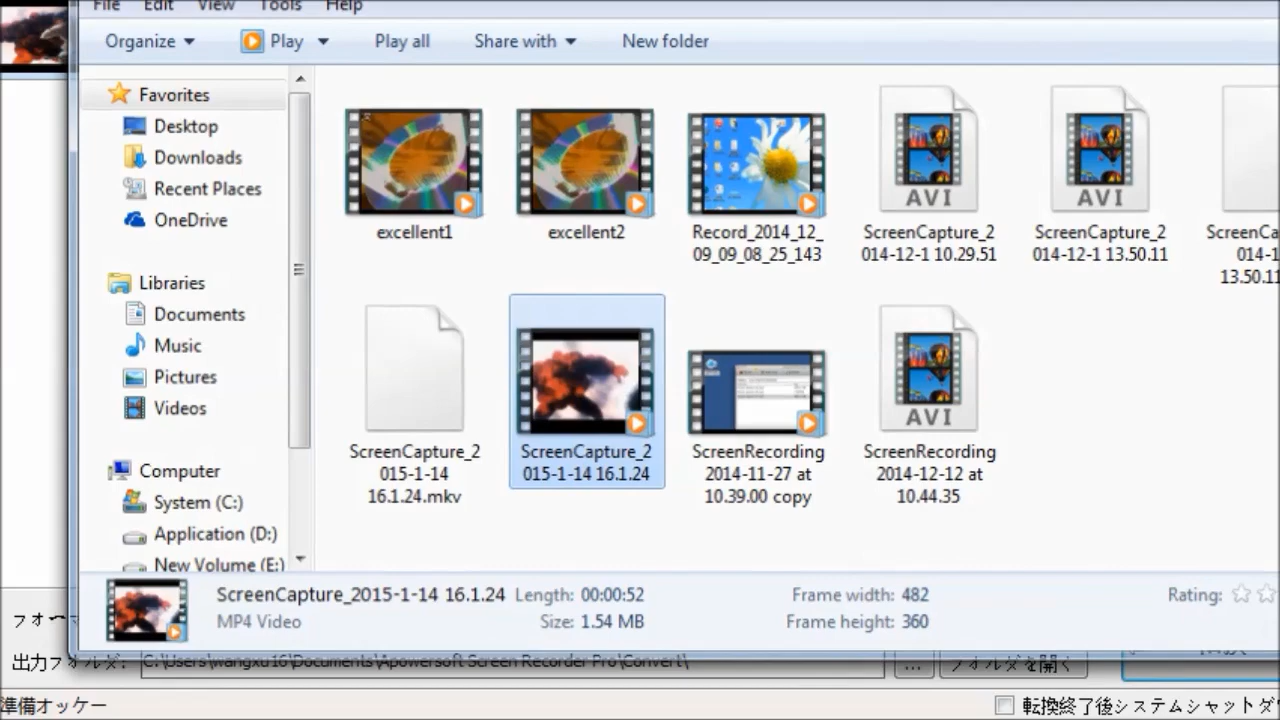 File Edit View Tools Help
Organize Play Play all Share with New folder
Favorites
Desktop
Downloads
Recent Places
OneDrive
Libraries
Documents
Music
Pictures
Videos
Computer
System (C:)
Application (D:)
New Volume (E:)
excellent1
excellent2
Record_2014_12_
09_09_08_25_143
AVI
ScreenCapture_2
014-12-1 10.29.51
AVI
ScreenCapture_2
014-12-1 13.50.11
ScreenCa
014-1
13.50.11
ScreenCapture_2
015-1-14
16.1.24.mkv
ScreenCapture_2
015-1-14 16.1.24
ScreenRecording
2014-11-27 at
10.39.00 copy
AVI
ScreenRecording
2014-12-12 at
10.44.35
ScreenCapture_2015-1-14 16.1.24 Length: 00:00:52 Frame width: 482 Rating:
MP4 Video Size: 1.54 MB Frame height: 360
出力フォルダ: C:\Users\wangxu16\Documents\Apowersoft Screen Recorder Pro\Convert\ ... フォルダを開く
準備オッケー 転換終了後システムシャットダ